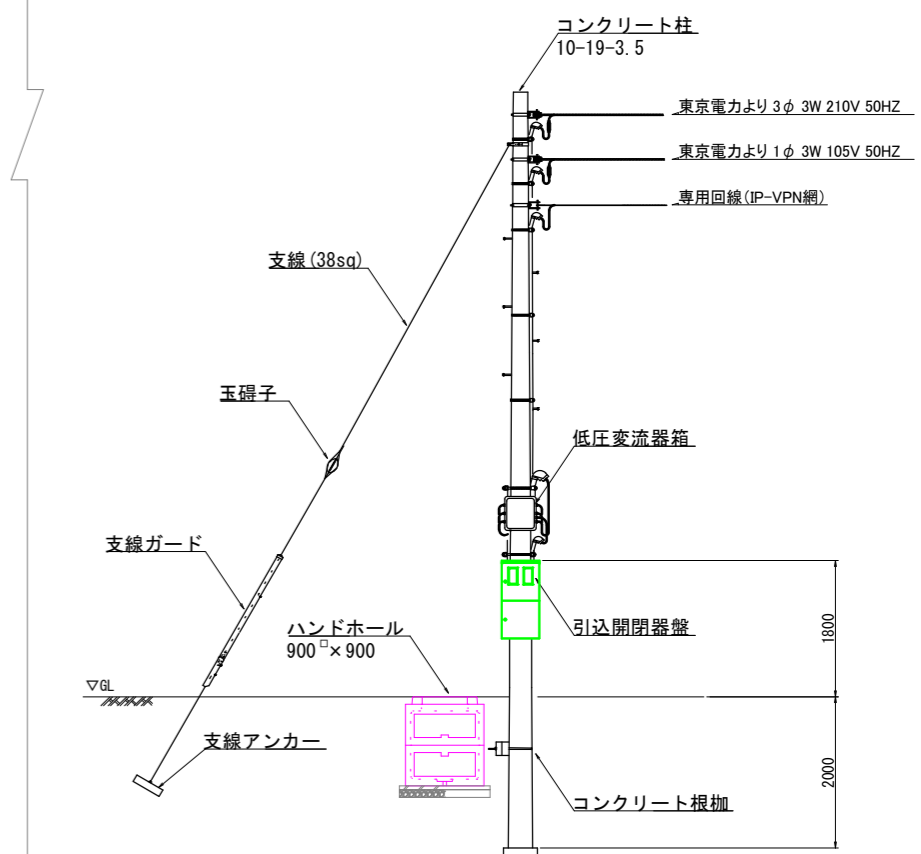 コンクリート柱
10-19-3.5
東京電力より 3φ 3W 210V 50HZ
東京電力より 1φ 3W 105V 50HZ
専用回線(IP-VPN網)
支線(38sq)
玉碍子
低圧変流器箱
支線ガード
ハンドホール
900□×900
引込開閉器盤
1800
▽GL
支線アンカー
コンクリート根枷
2000